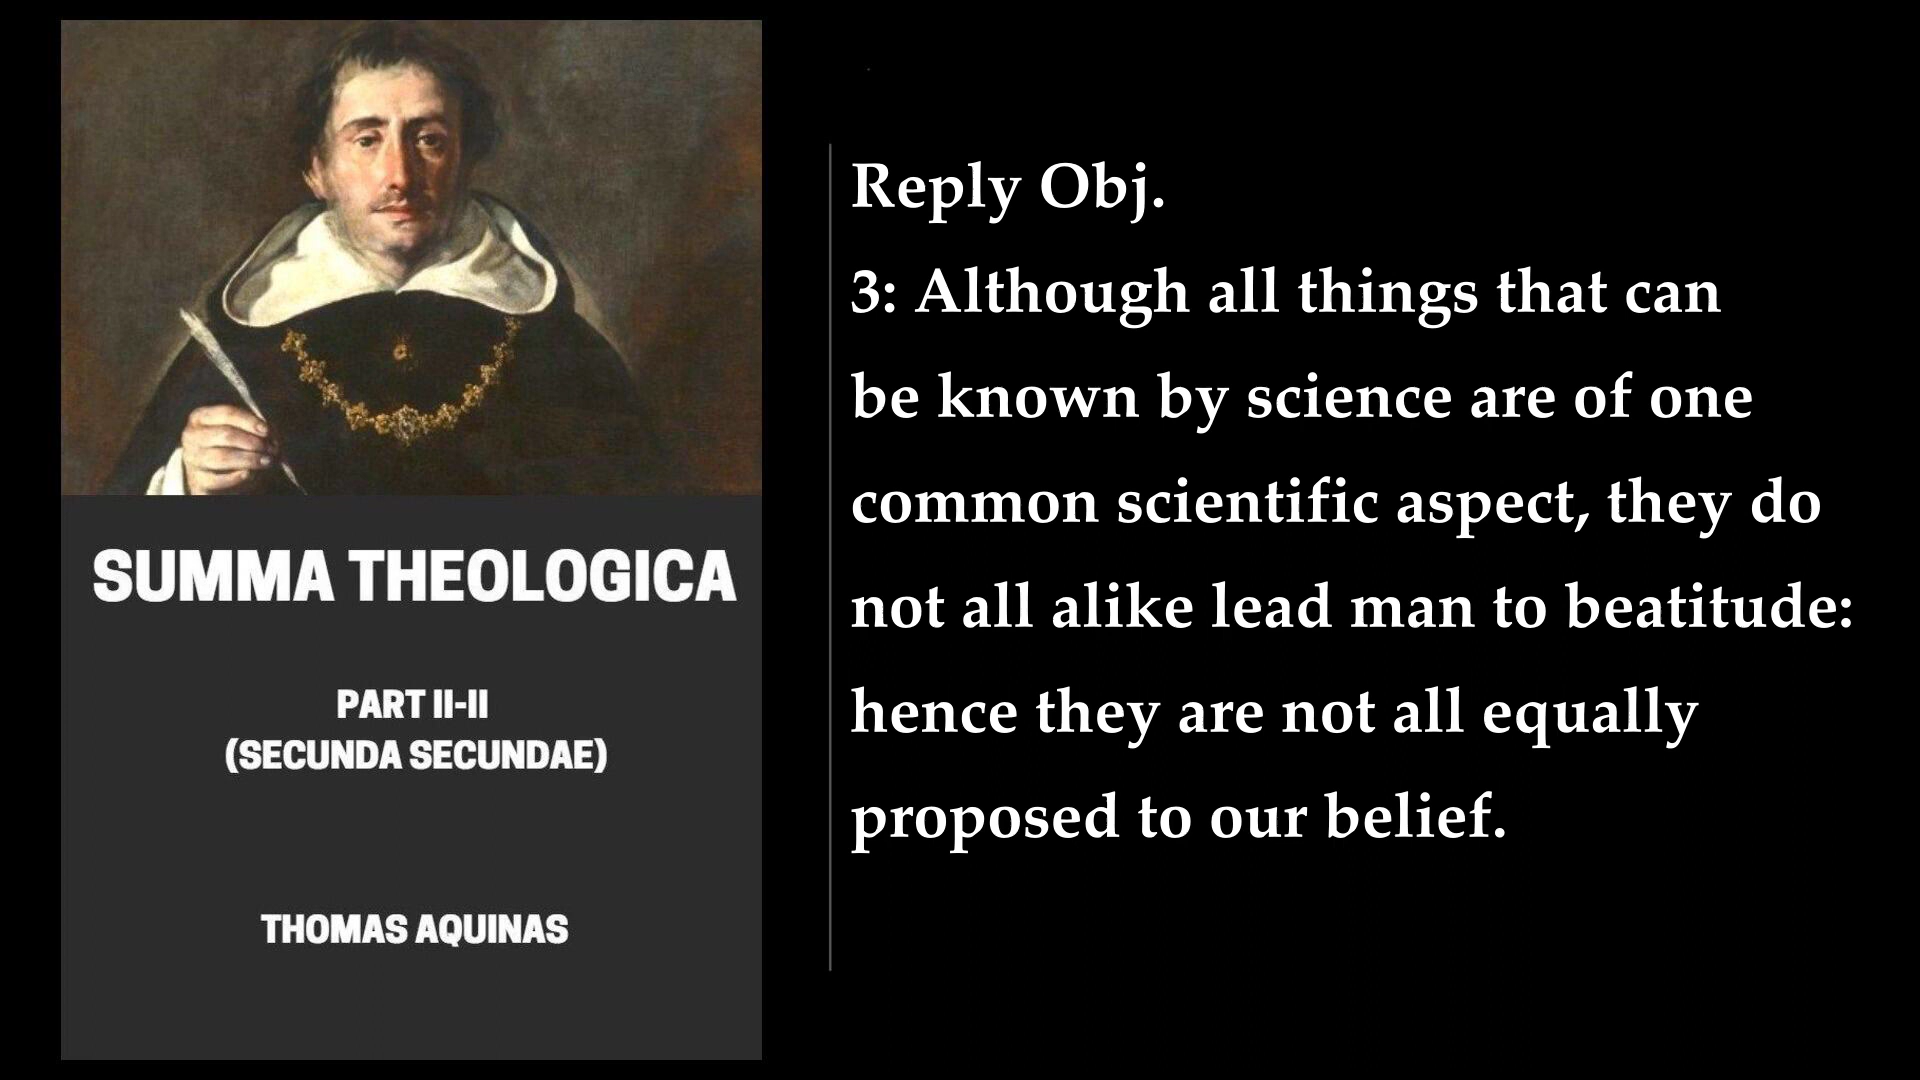 SUMMA THEOLOGICA
PART II-II
(SECUNDA SECUNDAE)
THOMAS AQUINAS
Reply Obj.
3: Although all things that can
be known by science are of one
common scientific aspect, they do
not all alike lead man to beatitude:
hence they are not all equally
proposed to our belief.